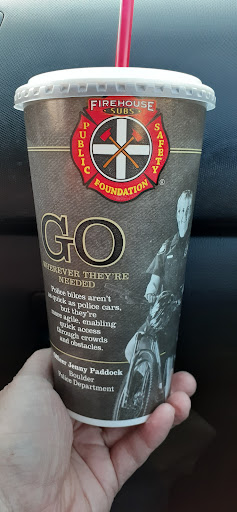 FIREHOUSE
SUBS
PUBLIC SAFETY
FOUNDATION®
GO
WHEREVER THEY'RE
NEEDED
Police bikes aren't
as quick as police cars,
but they're
more agile, enabling
quick access
through crowds
and obstacles.
Officer Jenny Paddock
Boulder
Police Department